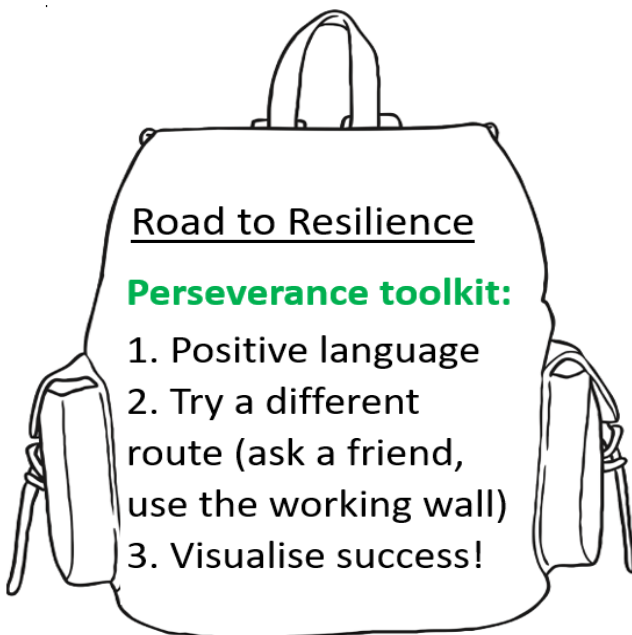 Road to Resilience
Perseverance toolkit:
1. Positive language
2. Try a different
route (ask a friend,
use the working wall)
3. Visualise success!